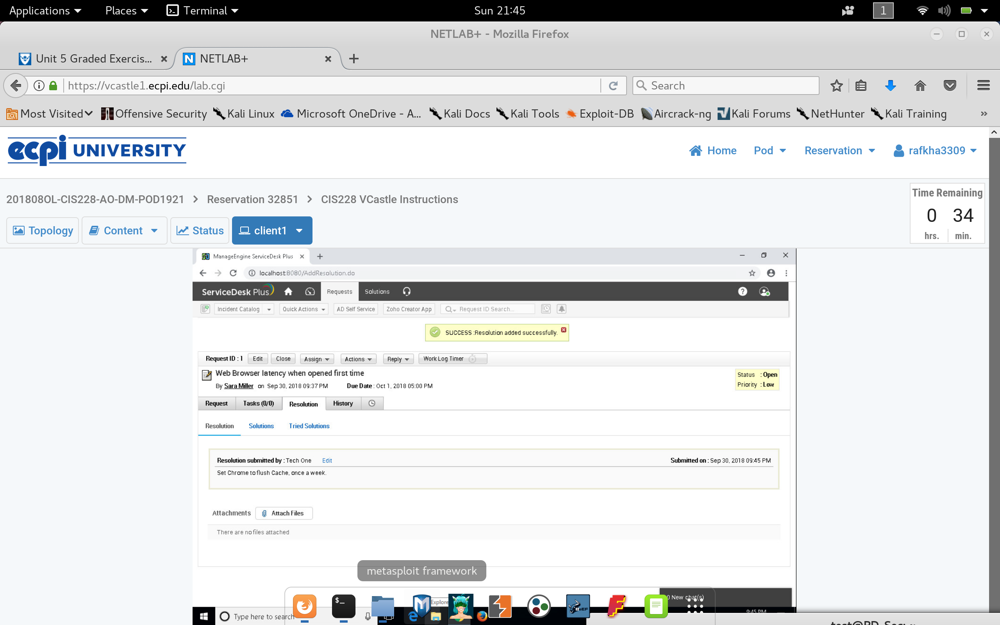 Applications Places Terminal Sun 21:45 1
NETLAB+ - Mozilla Firefox
Unit 5 Graded Exercis... NETLAB+
https://vcastle1.ecpi.edu/lab.cgi Search
Most Visited Offensive Security Kali Linux Microsoft OneDrive - A... Kali Docs Kali Tools Exploit-DB Aircrack-ng Kali Forums NetHunter Kali Training »
ecpi UNIVERSITY Home Pod Reservation rafkha3309
201808OL-CIS228-AO-DM-POD1921 > Reservation 32851 > CIS228 VCastle Instructions
Time Remaining
0 34
hrs. min.
Topology Content Status client1
ManageEngine ServiceDesk Plus
localhost:8080/AddResolution.do
ServiceDesk Plus Requests Solutions
Incident Catalog Quick Actions AD Self Service Zoho Creator App Request ID Search...
SUCCESS :Resolution added successfully.
Request ID : 1 Edit Close Assign Actions Reply Work Log Timer
Web Browser latency when opened first time
By Sara Miller on Sep 30, 2018 09:37 PM Due Date : Oct 1, 2018 05:00 PM
Status : Open
Priority : Low
Request Tasks (0/0) Resolution History
Resolution Solutions Tried Solutions
Resolution submitted by : Tech One Edit Submitted on : Sep 30, 2018 09:45 PM
Set Chrome to flush Cache, once a week.
Attachments Attach Files
There are no files attached
metasploit framework
0 New chat(s)
$_
BeEF
Type here to search
9:45 PM